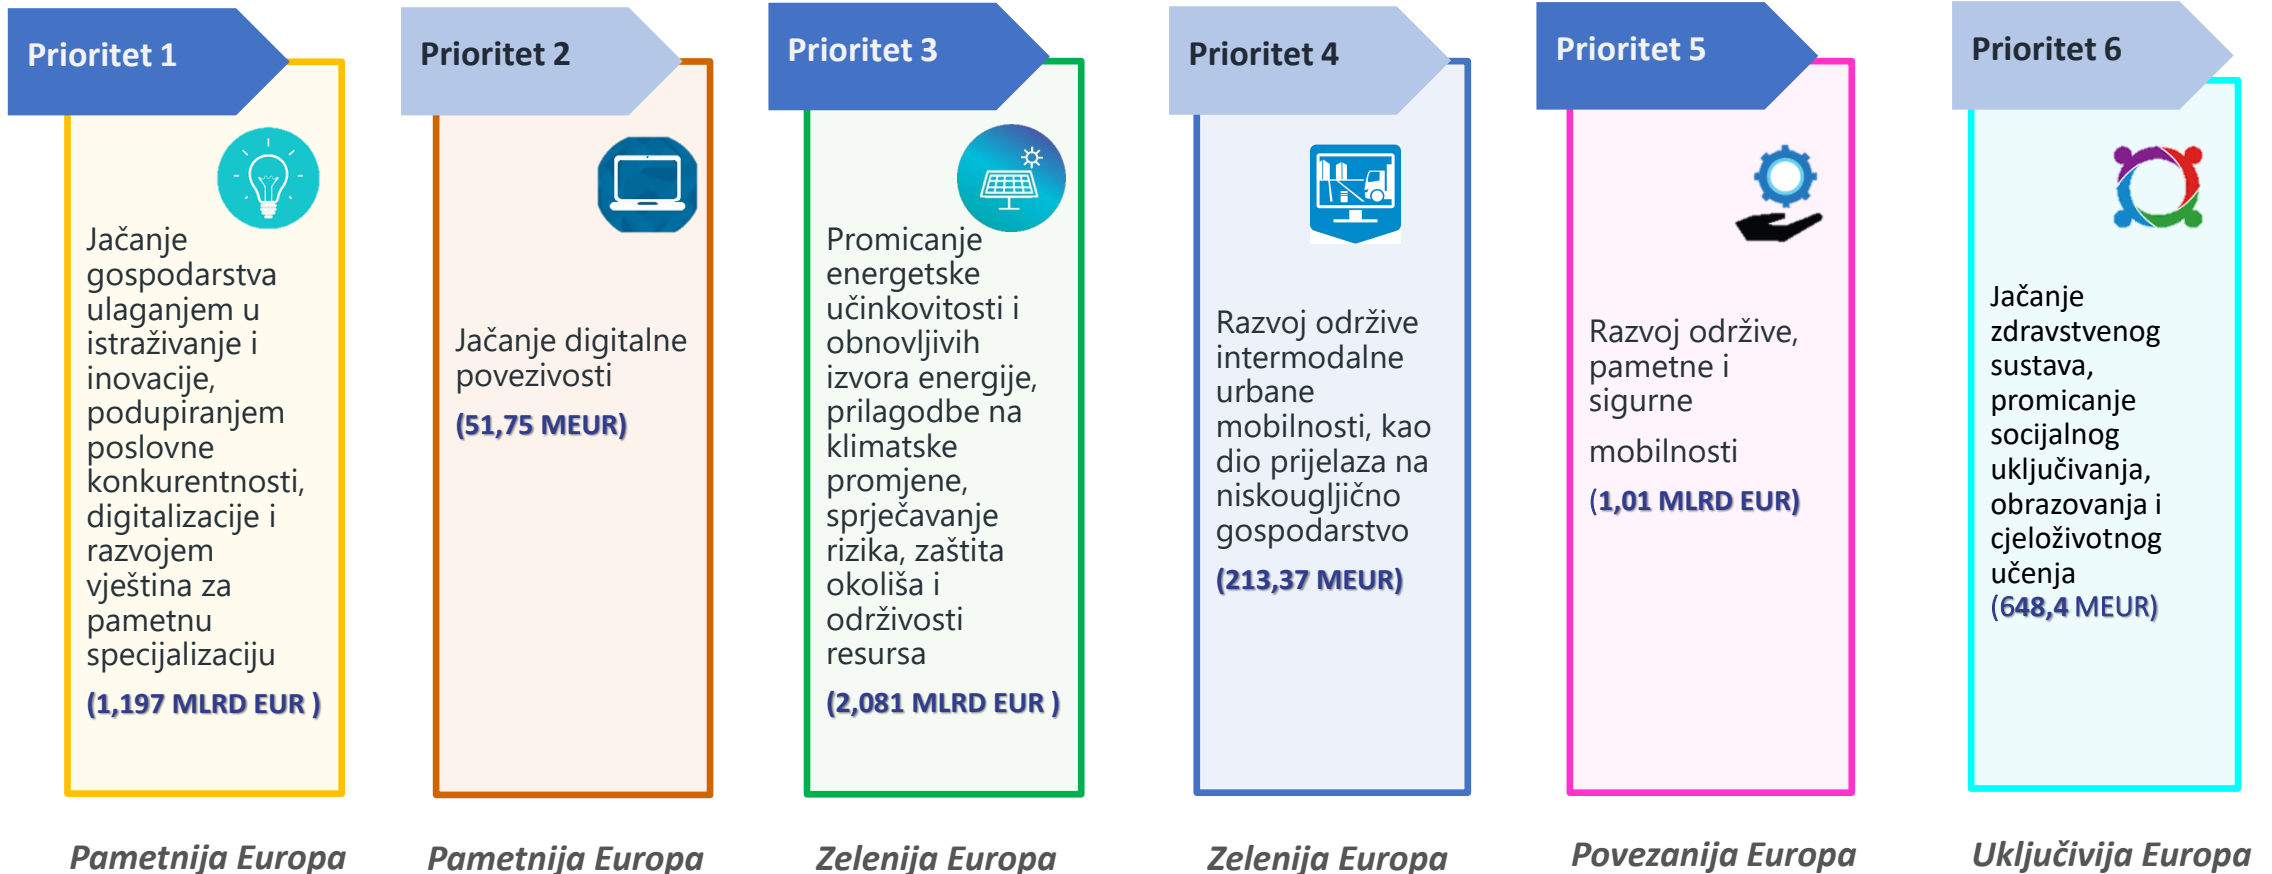 Prioritet 1
Jačanje
gospodarstva
ulaganjem u
istraživanje i
inovacije,
podupiranjem
poslovne
konkurentnosti,
digitalizacije i
razvojem
vještina za
pametnu
specijalizaciju
(1,197 MLRD EUR )
Pametnija Europa
Prioritet 2
Jačanje digitalne
povezivosti
(51,75 MEUR)
Pametnija Europa
Prioritet 3
Promicanje
energetske
učinkovitosti i
obnovljivih
izvora energije,
prilagodbe na
klimatske
promjene,
sprječavanje
rizika, zaštita
okoliša i
održivosti
resursa
(2,081 MLRD EUR )
Zelenija Europa
Prioritet 4
Razvoj održive
intermodalne
urbane
mobilnosti, kao
dio prijelaza na
niskougljično
gospodarstvo
(213,37 MEUR)
Zelenija Europa
Prioritet 5
Razvoj održive,
pametne i
sigurne
mobilnosti
(1,01 MLRD EUR)
Povezanija Europa
Prioritet 6
Jačanje
zdravstvenog
sustava,
promicanje
socijalnog
uključivanja,
obrazovanja i
cjeloživotnog
učenja
(648,4 MEUR)
Uključivija Europa